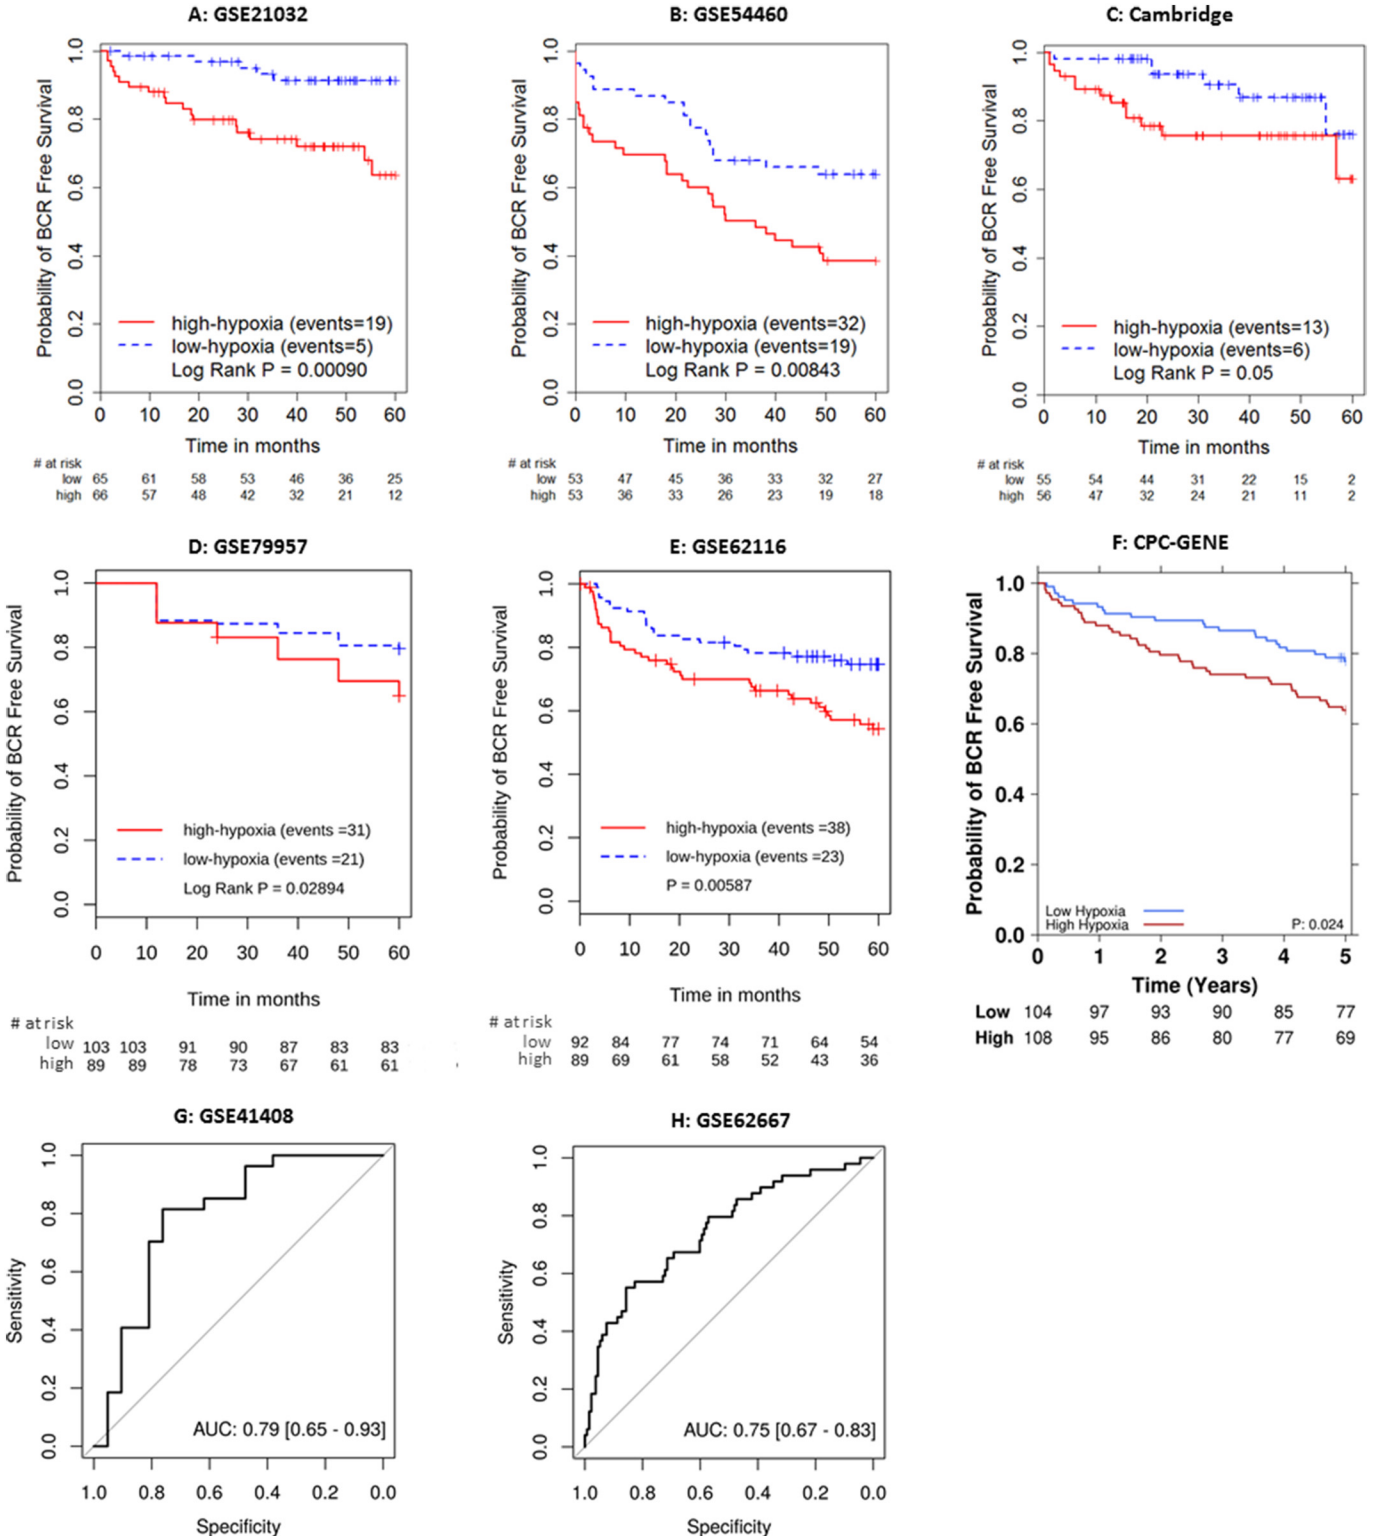 A: GSE21032
Probability of BCR Free Survival
1.0
0.8
0.6
0.4
0.2
0.0
high-hypoxia (events=19)
low-hypoxia (events=5)
Log Rank P = 0.00090
0 10 20 30 40 50 60
Time in months
# at risk
low 65 61 58 53 46 36 25
high 66 57 48 42 32 21 12
B: GSE54460
Probability of BCR Free Survival
1.0
0.8
0.6
0.4
0.2
0.0
high-hypoxia (events=32)
low-hypoxia (events=19)
Log Rank P = 0.00843
0 10 20 30 40 50 60
Time in months
# at risk
low 53 47 45 36 33 32 27
high 53 36 33 26 23 19 18
C: Cambridge
Probability of BCR Free Survival
1.0
0.8
0.6
0.4
0.2
0.0
high-hypoxia (events=13)
low-hypoxia (events=6)
Log Rank P = 0.05
0 10 20 30 40 50 60
Time in months
# at risk
low 55 54 44 31 22 15 2
high 56 47 32 24 21 11 2
D: GSE79957
Probability of BCR Free Survival
1.0
0.8
0.6
0.4
0.2
0.0
high-hypoxia (events =31)
low-hypoxia (events =21)
Log Rank P = 0.02894
0 10 20 30 40 50 60
Time in months
# at risk
low 103 103 91 90 87 83 83
high 89 89 78 73 67 61 61
E: GSE62116
Probability of BCR Free Survival
1.0
0.8
0.6
0.4
0.2
0.0
high-hypoxia (events =38)
low-hypoxia (events =23)
P = 0.00587
0 10 20 30 40 50 60
Time in months
# at risk
low 92 84 77 74 71 64 54
high 89 69 61 58 52 43 36
F: CPC-GENE
Probability of BCR Free Survival
1.0
0.8
0.6
0.4
0.2
0.0
Low Hypoxia
High Hypoxia
P: 0.024
0 1 2 3 4 5
Time (Years)
Low 104 97 93 90 85 77
High 108 95 86 80 77 69
G: GSE41408
Sensitivity
1.0
0.8
0.6
0.4
0.2
0.0
AUC: 0.79 [0.65 - 0.93]
1.0 0.8 0.6 0.4 0.2 0.0
Specificity
H: GSE62667
Sensitivity
1.0
0.8
0.6
0.4
0.2
0.0
AUC: 0.75 [0.67 - 0.83]
1.0 0.8 0.6 0.4 0.2 0.0
Specificity